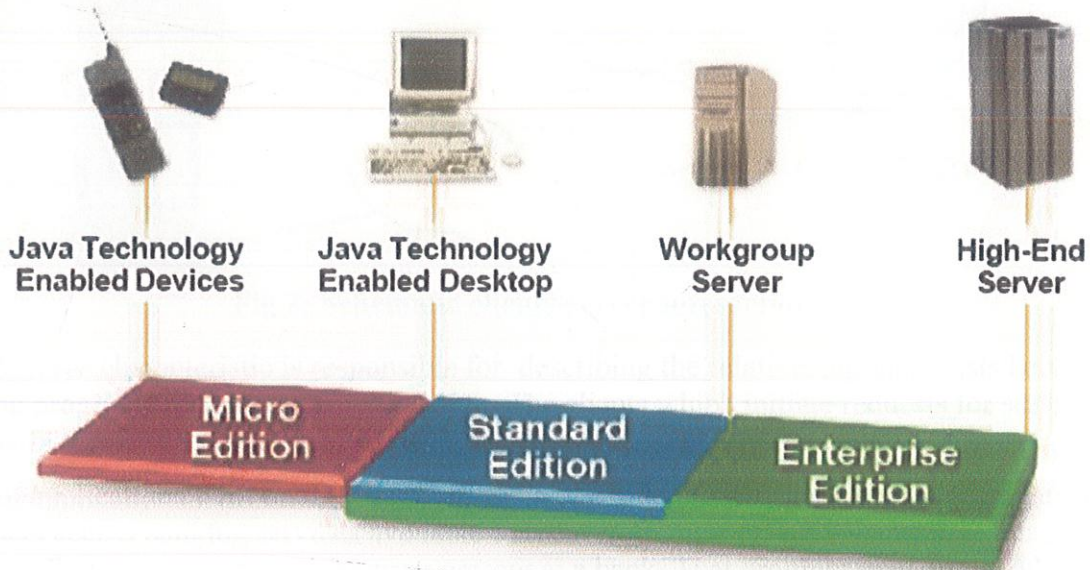 Java Technology
Enabled Devices
Java Technology
Enabled Desktop
Workgroup
Server
High-End
Server
Micro
Edition
Standard
Edition
Enterprise
Edition